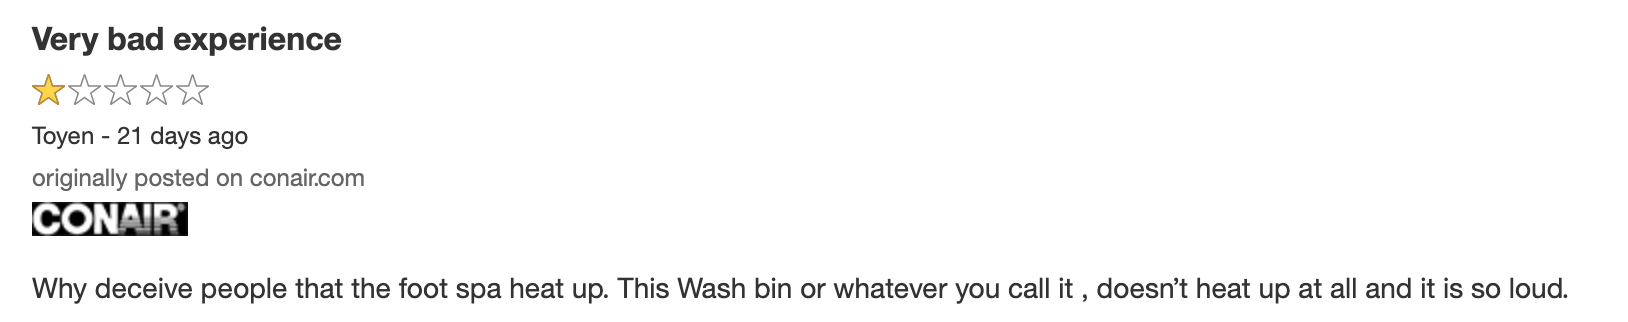 Very bad experience
Toyen - 21 days ago
originally posted on conair.com
CONAIR®
Why deceive people that the foot spa heat up. This Wash bin or whatever you call it , doesn’t heat up at all and it is so loud.